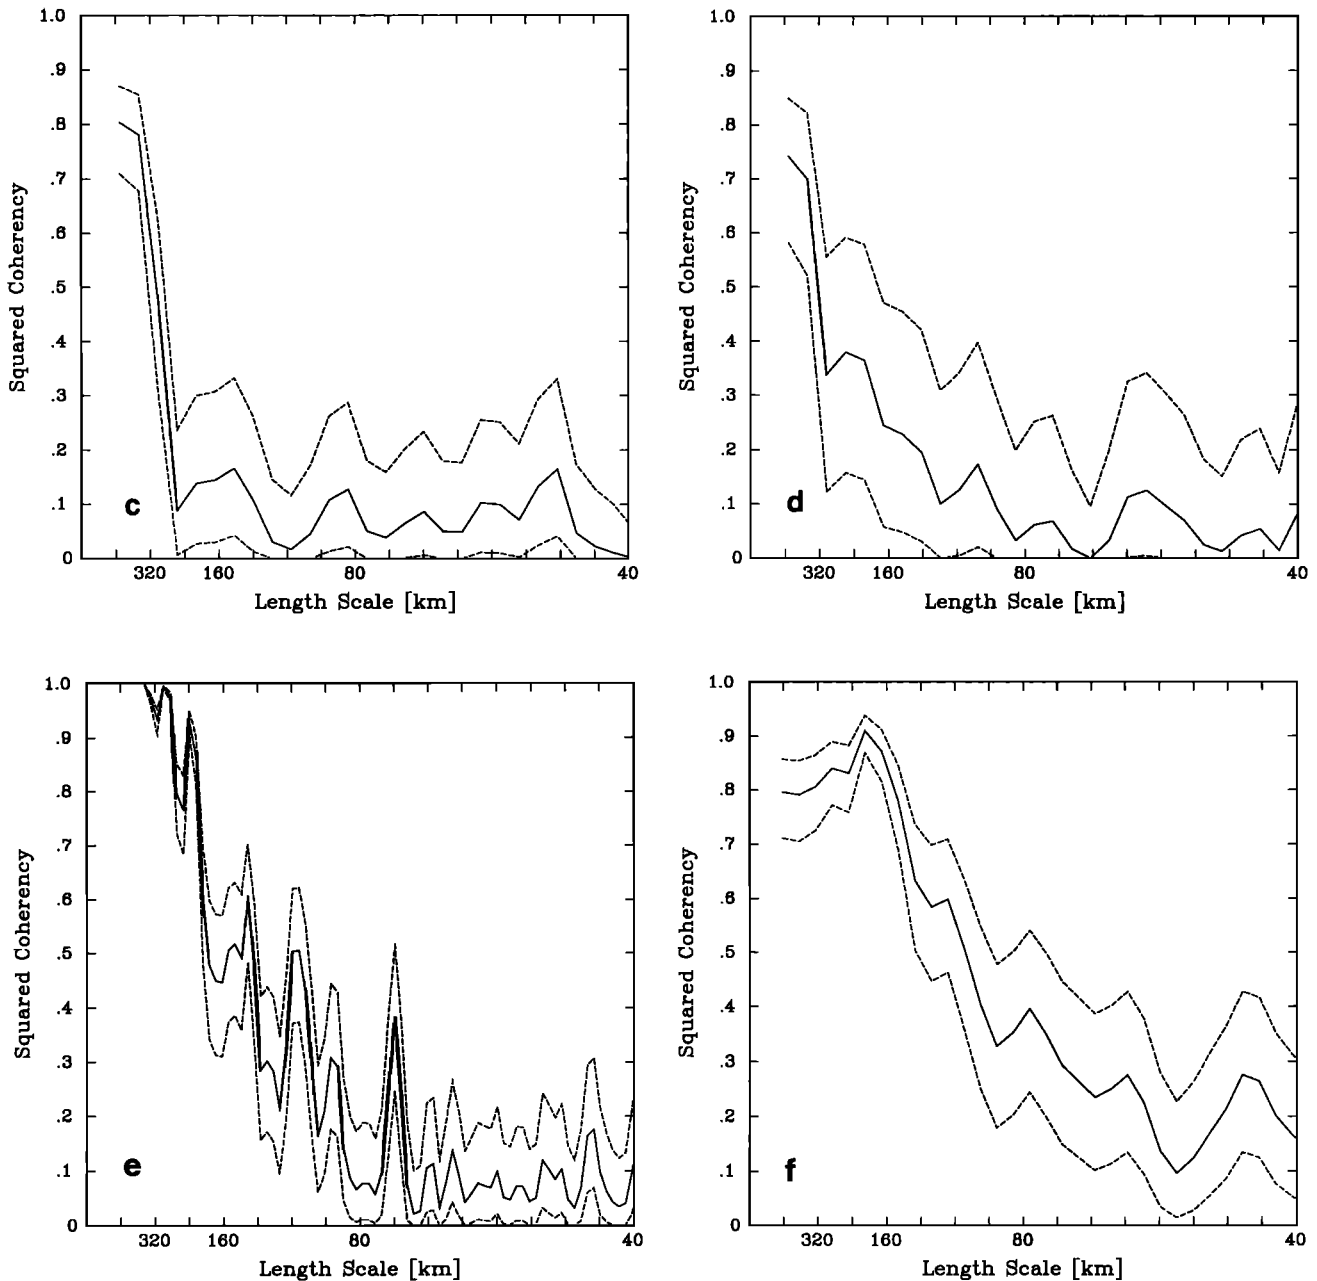 1.0
.9
.8
.7
.6
.5
.4
.3
.2
.1
0
Squared Coherency
c
320 160 80 40
Length Scale [km]
1.0
.9
.8
.7
.6
.5
.4
.3
.2
.1
0
Squared Coherency
d
320 160 80 40
Length Scale [km]
1.0
.9
.8
.7
.6
.5
.4
.3
.2
.1
0
Squared Coherency
e
320 160 80 40
Length Scale [km]
1.0
.9
.8
.7
.6
.5
.4
.3
.2
.1
0
Squared Coherency
f
320 160 80 40
Length Scale [km]